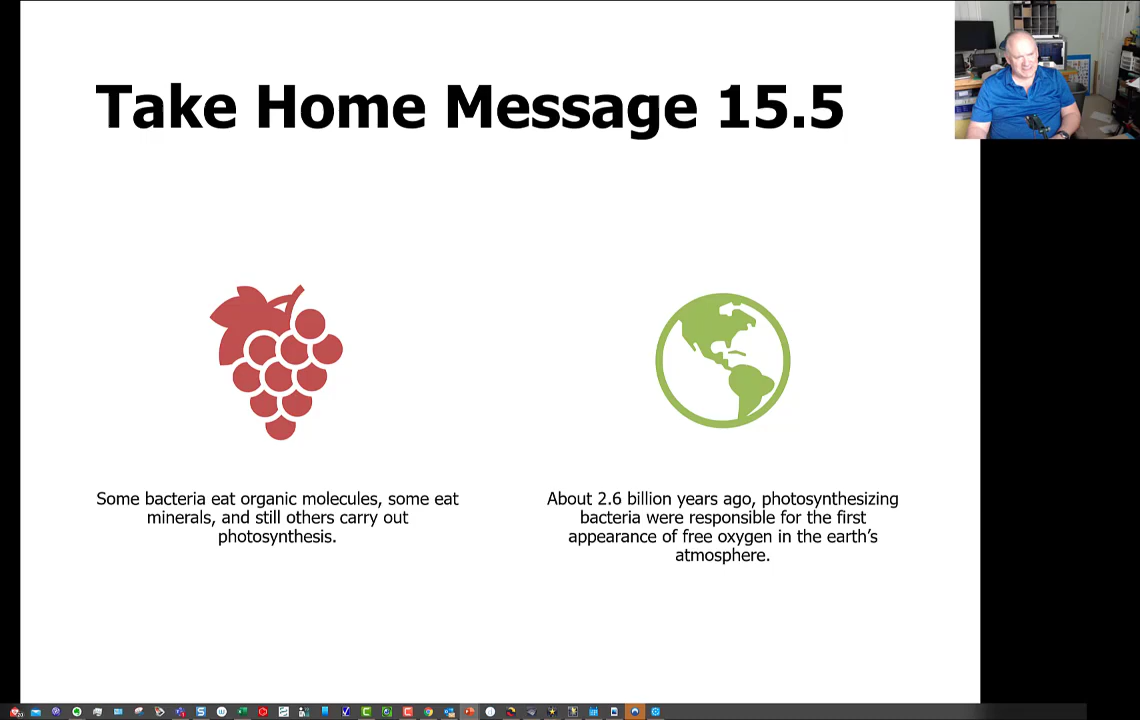 Take Home Message 15.5
Some bacteria eat organic molecules, some eat
minerals, and still others carry out
photosynthesis.
About 2.6 billion years ago, photosynthesizing
bacteria were responsible for the first
appearance of free oxygen in the earth’s
atmosphere.